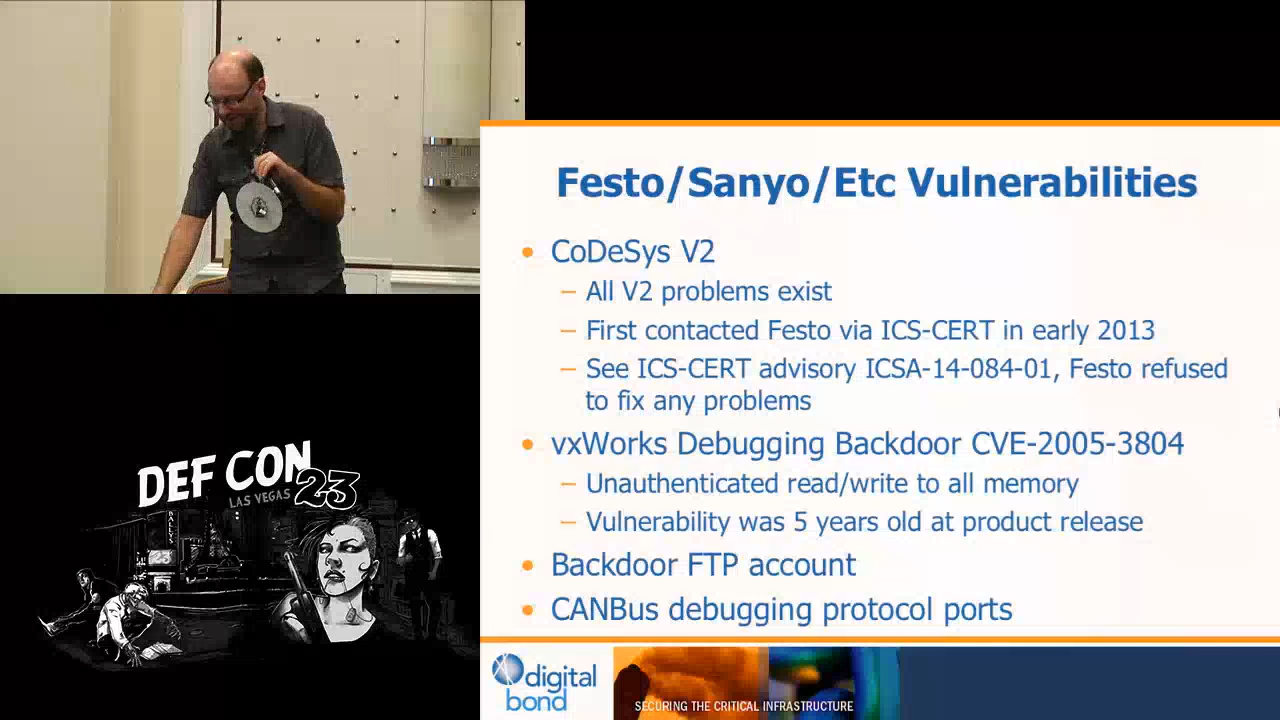 Festo/Sanyo/Etc Vulnerabilities
• CoDeSys V2
– All V2 problems exist
– First contacted Festo via ICS-CERT in early 2013
– See ICS-CERT advisory ICSA-14-084-01, Festo refused
to fix any problems
• vxWorks Debugging Backdoor CVE-2005-3804
– Unauthenticated read/write to all memory
– Vulnerability was 5 years old at product release
• Backdoor FTP account
• CANBus debugging protocol ports
digital
bond
SECURING THE CRITICAL INFRASTRUCTURE
DEF CON
LAS VEGAS 23
BALLYS